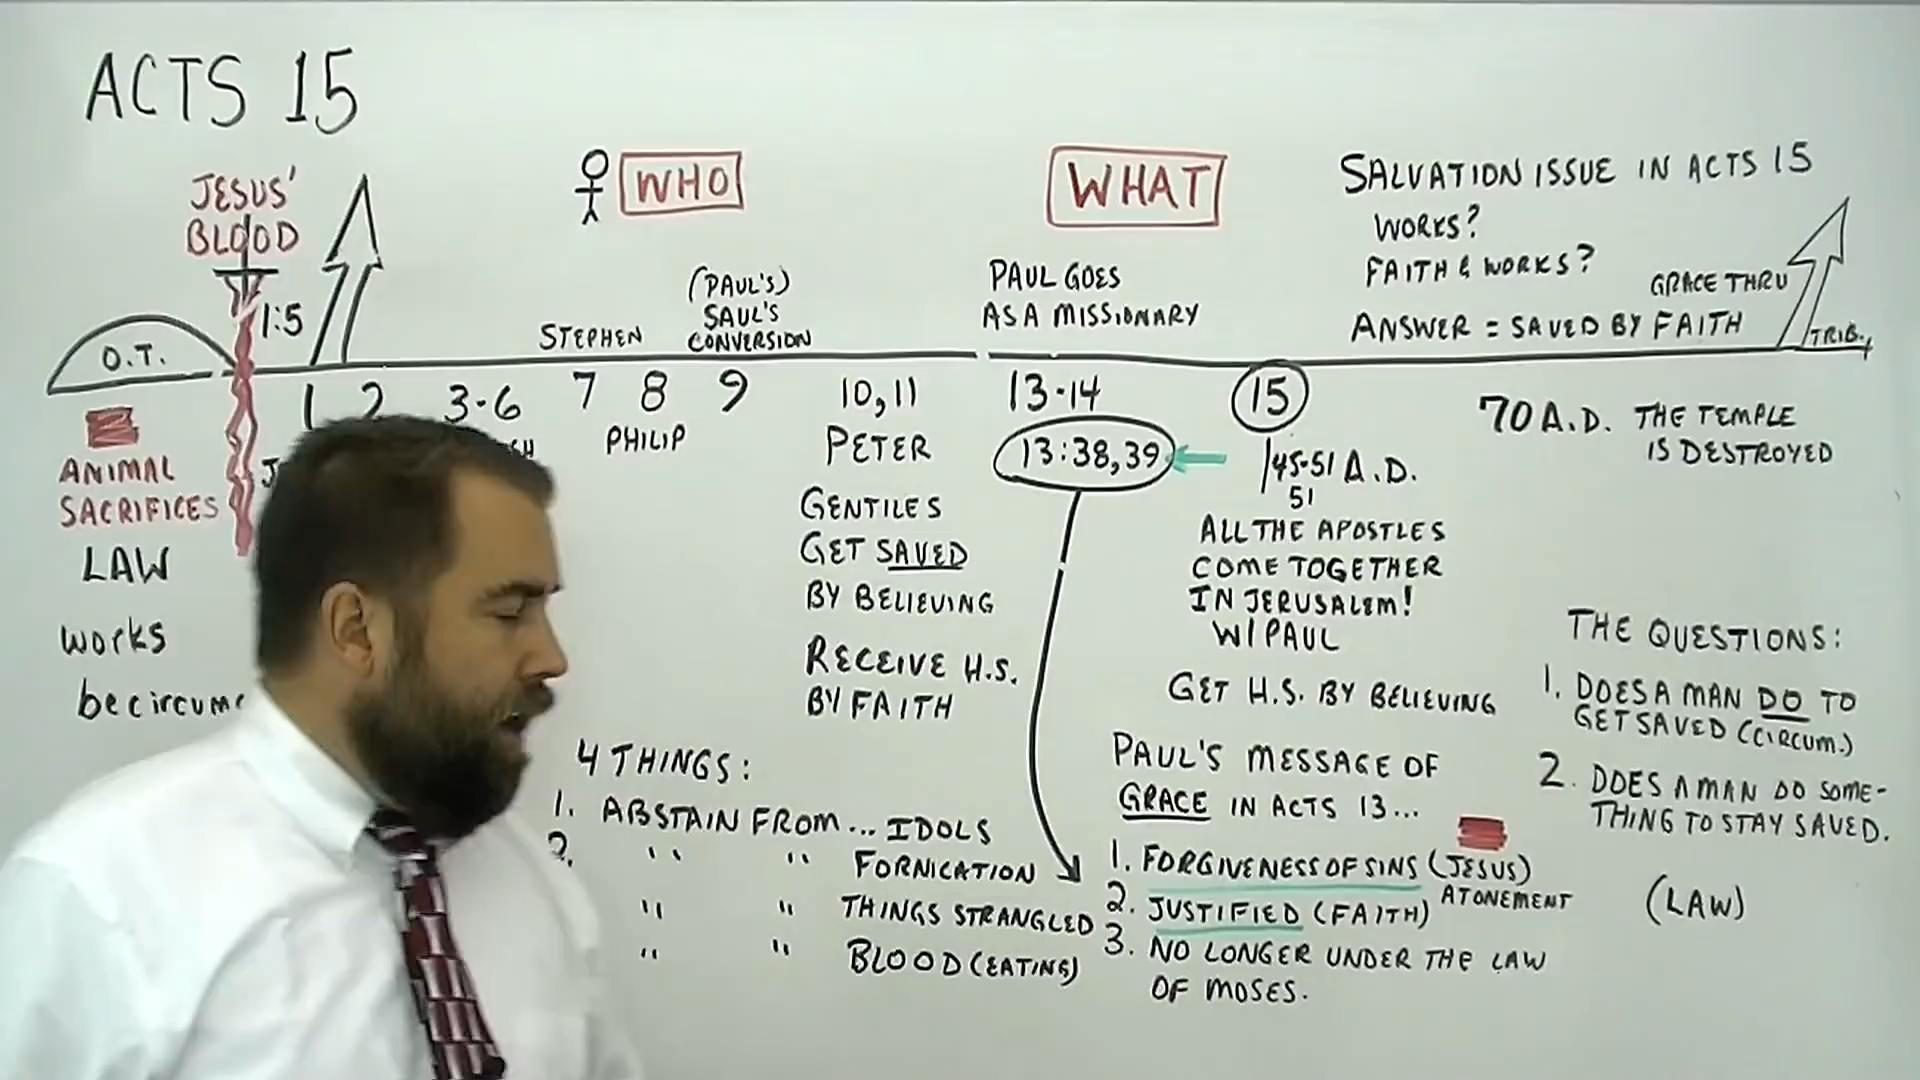 ACTS 15
JESUS'
BLOOD
1:5
O.T.
ANIMAL
SACRIFICES
LAW
works
WHO
STEPHEN
(PAUL'S)
SAUL'S
CONVERSION
1 2 3-6 7 8 9 10,11 13-14 15
PHILIP
PETER
GENTILES
GET SAVED
BY BELIEVING
RECEIVE H.S.
BY FAITH
4 THINGS:
1. ABSTAIN FROM... IDOLS
2. " " FORNICATION
" " THINGS STRANGLED
" " BLOOD (EATING)
WHAT
PAUL GOES
AS A MISSIONARY
13:38,39
45-51 A.D.
51
ALL THE APOSTLES
COME TOGETHER
IN JERUSALEM!
W/PAUL
GET H.S. BY BELIEVING
PAUL'S MESSAGE OF
GRACE IN ACTS 13...
1. FORGIVENESS OF SINS (JESUS)
ATONEMENT
2. JUSTIFIED (FAITH)
3. NO LONGER UNDER THE LAW
OF MOSES.
SALVATION ISSUE IN ACTS 15
WORKS?
FAITH & WORKS?
GRACE THRU
ANSWER = SAVED BY FAITH
TRIB.
70 A.D. THE TEMPLE
IS DESTROYED
THE QUESTIONS:
1. DOES A MAN DO TO
GET SAVED (CIRCUM.)
2. DOES A MAN DO SOME-
THING TO STAY SAVED.
(LAW)